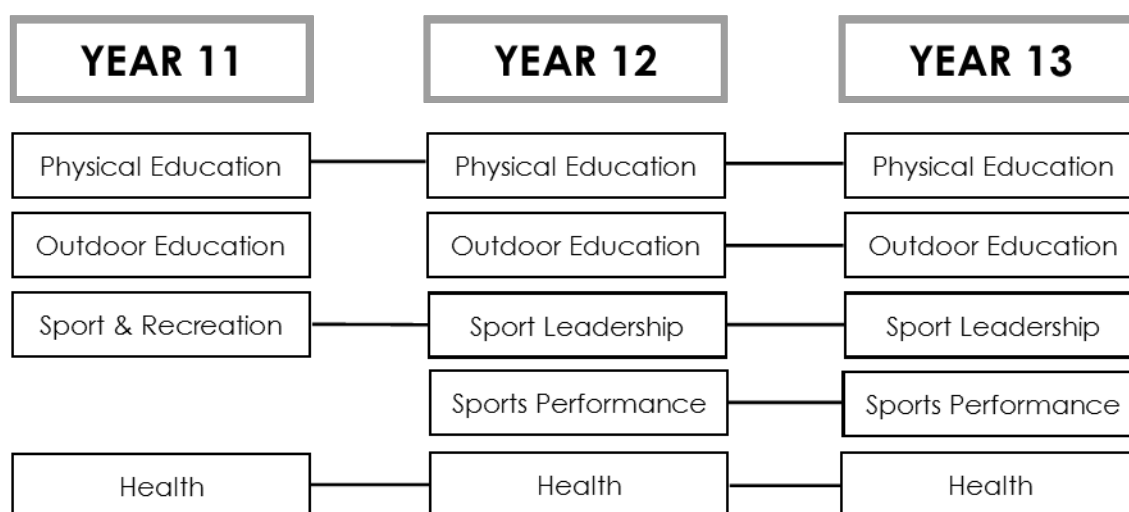 YEAR 11
YEAR 12
YEAR 13
Physical Education
Physical Education
Physical Education
Outdoor Education
Outdoor Education
Outdoor Education
Sport & Recreation
Sport Leadership
Sport Leadership
Sports Performance
Sports Performance
Health
Health
Health